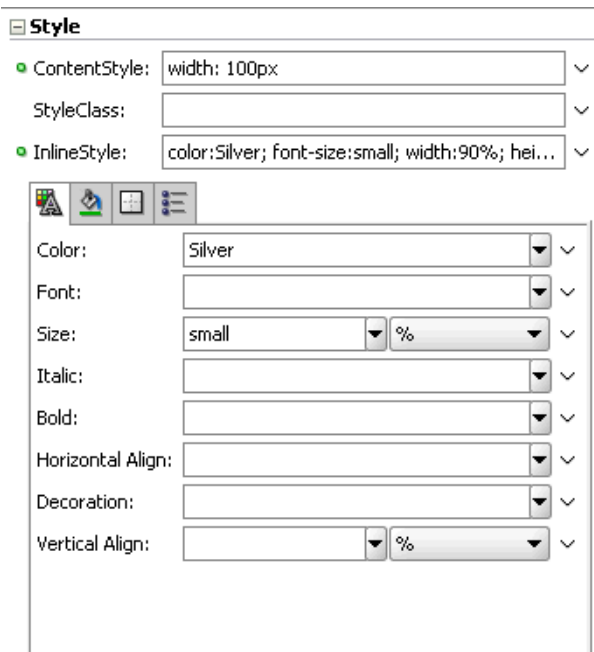 Style
ContentStyle: width: 100px
StyleClass:
InlineStyle: color:Silver; font-size:small; width:90%; hei...
Color: Silver
Font:
Size: small %
Italic:
Bold:
Horizontal Align:
Decoration:
Vertical Align: %